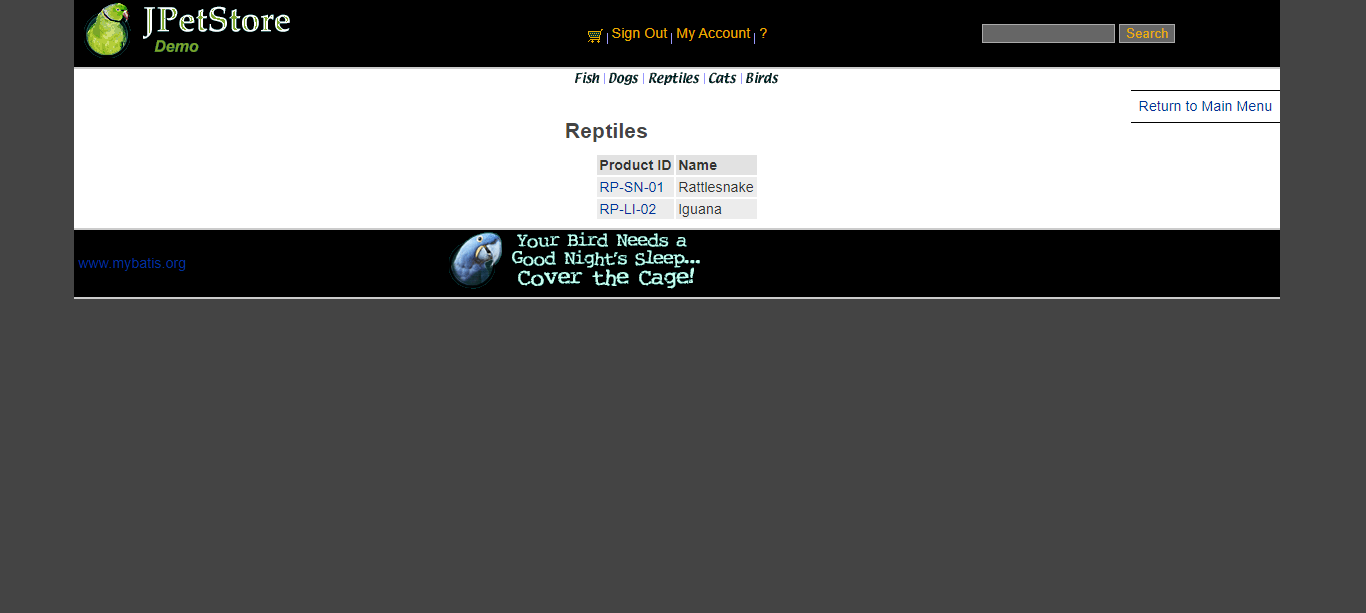 JPetStore
Demo
Sign Out | My Account | ?
Search
Fish | Dogs | Reptiles | Cats | Birds
Return to Main Menu
Reptiles
Product ID Name
RP-SN-01 Rattlesnake
RP-LI-02 Iguana
www.mybatis.org
Your Bird Needs a
Good Night's Sleep...
Cover the Cage!